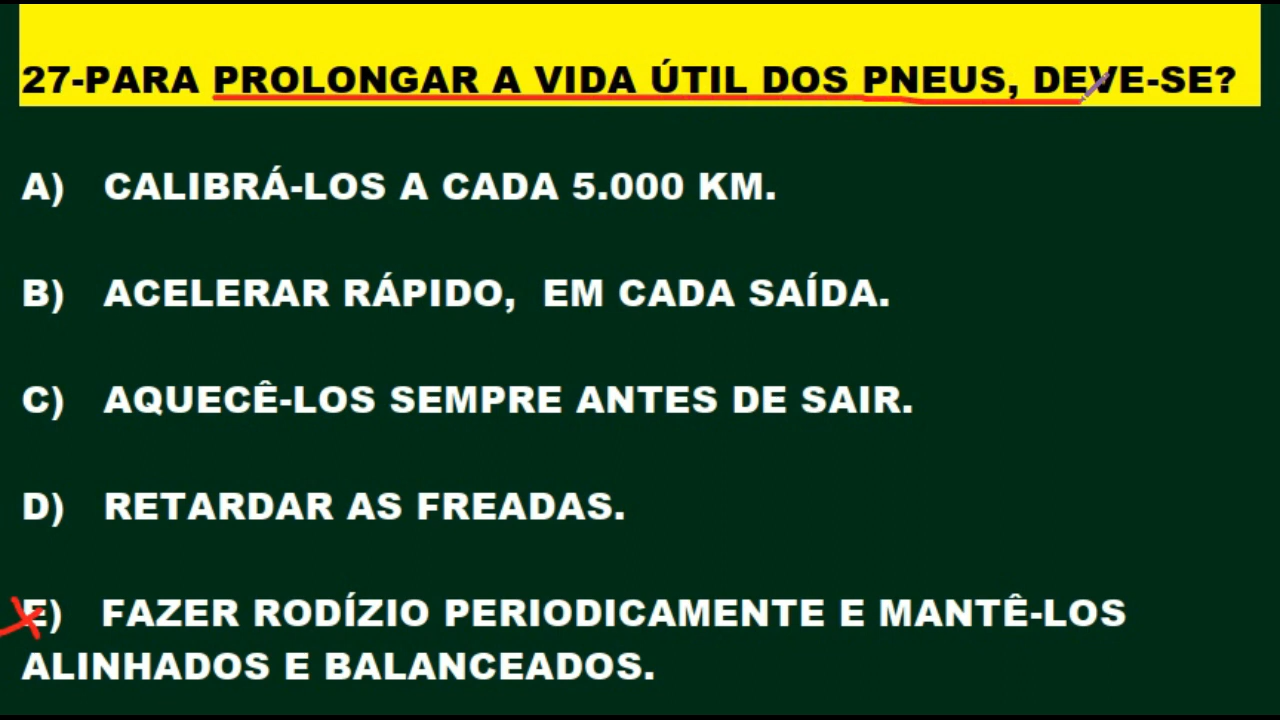 27-PARA PROLONGAR A VIDA ÚTIL DOS PNEUS, DEVE-SE?
A) CALIBRÁ-LOS A CADA 5.000 KM.
B) ACELERAR RÁPIDO, EM CADA SAÍDA.
C) AQUECÊ-LOS SEMPRE ANTES DE SAIR.
D) RETARDAR AS FREADAS.
E) FAZER RODÍZIO PERIODICAMENTE E MANTÊ-LOS
ALINHADOS E BALANCEADOS.